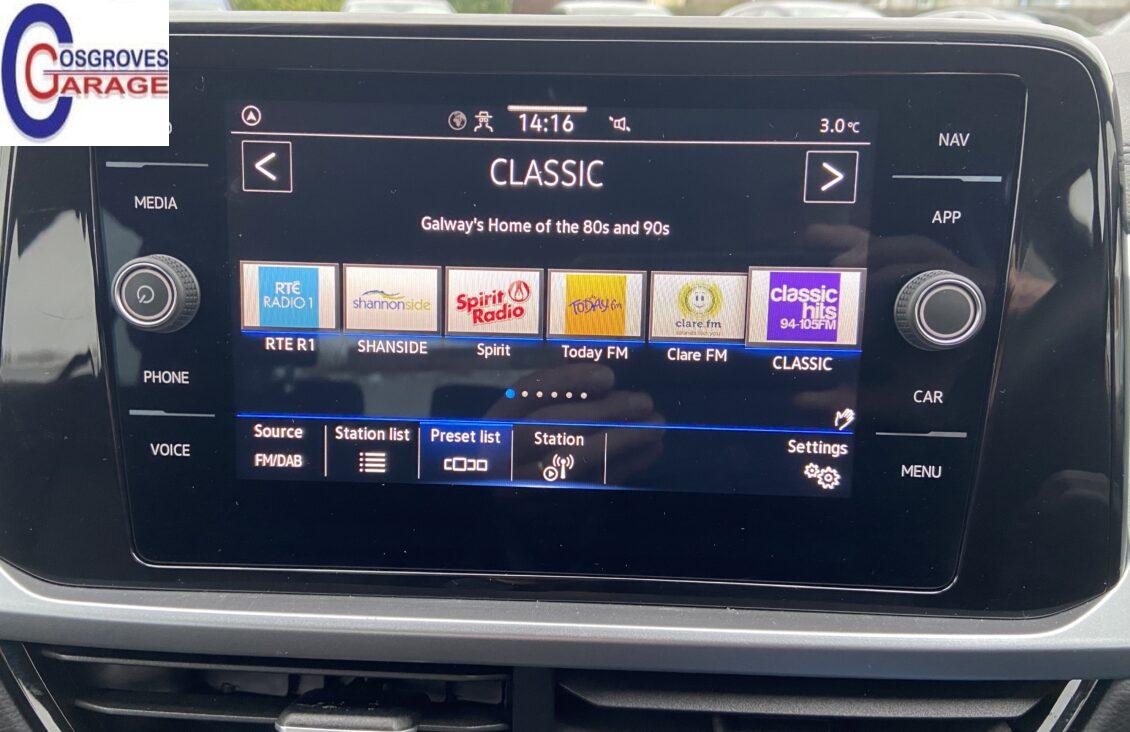 COSGROVES
GARAGE
14:16
3.0°C
CLASSIC
Galway's Home of the 80s and 90s
RTÉ
RADIO 1
shannonside
Spirit
Radio
TODAY fm
clare.fm
classic
hits
94-105FM
RTE R1
SHANSIDE
Spirit
Today FM
Clare FM
CLASSIC
Source
FM/DAB
Station list
Preset list
Station
Settings
MEDIA
PHONE
VOICE
NAV
APP
CAR
MENU